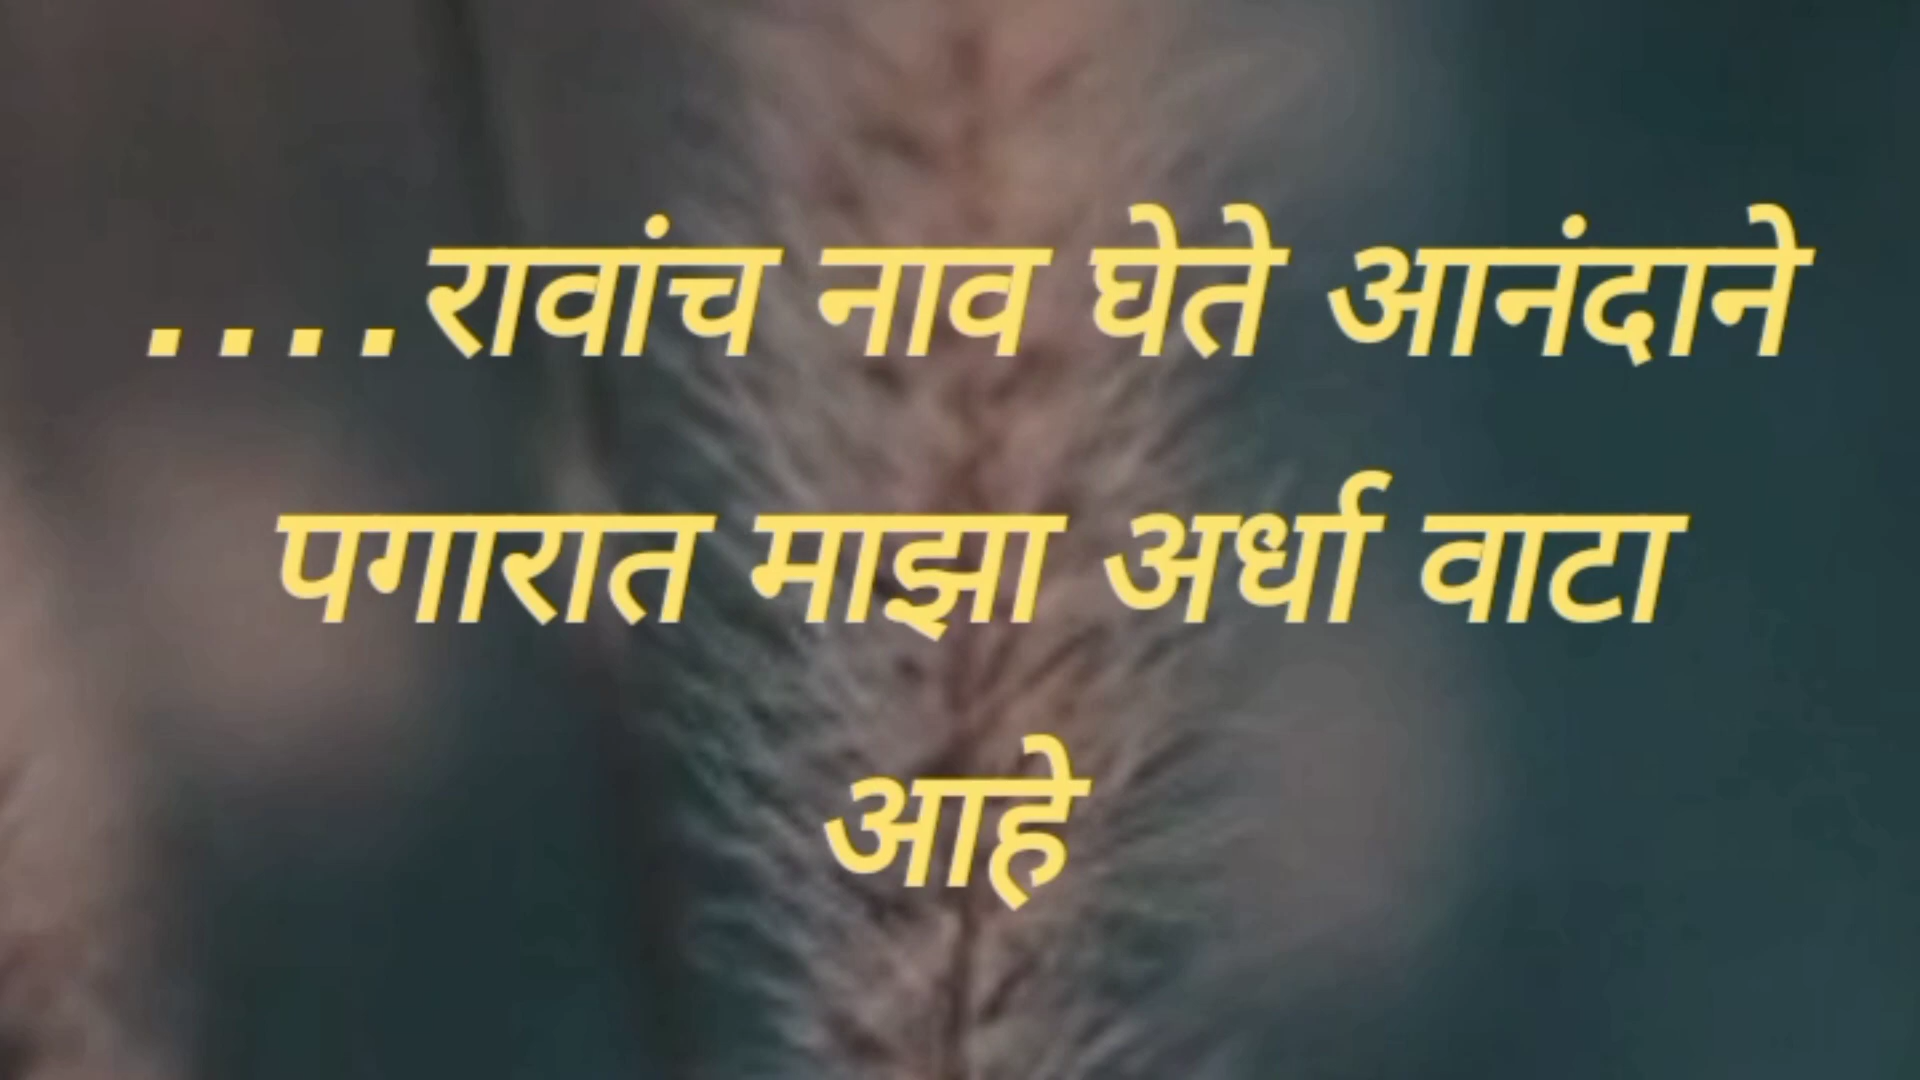 ....रावांच नाव घेते आनंदाने
पगारात माझा अर्धा वाटा
आहे